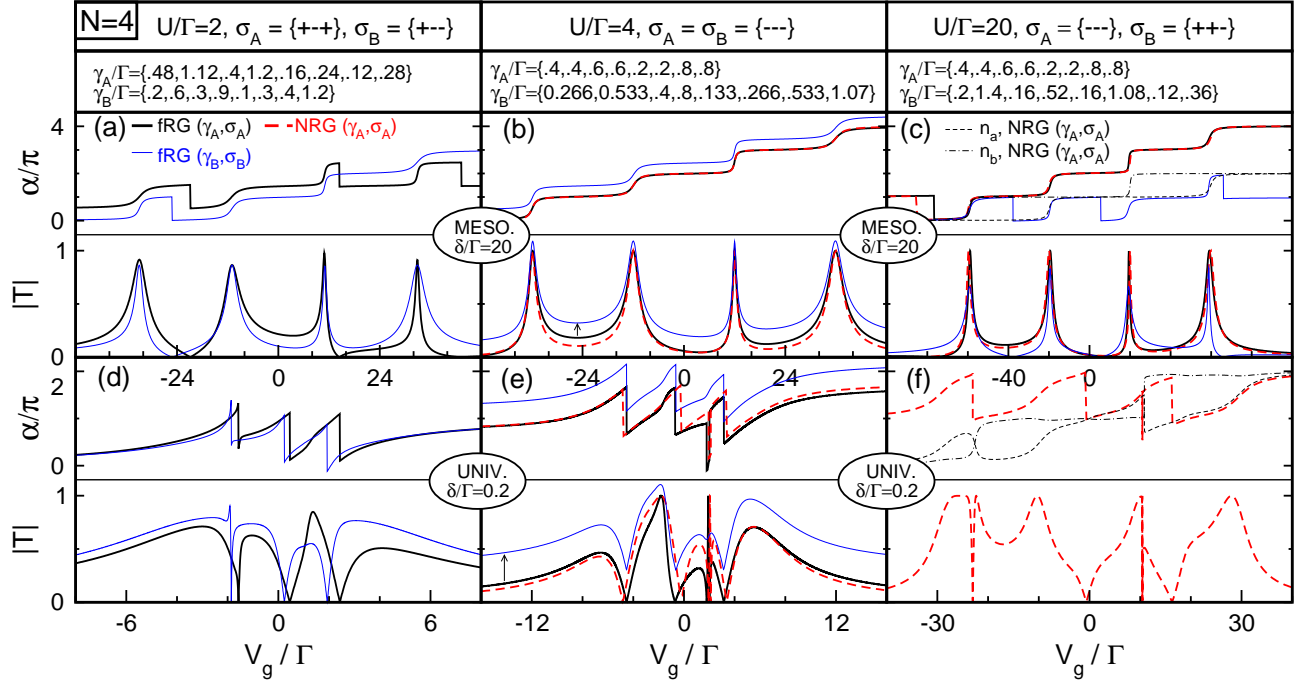 N=4
U/Γ=2, σ_A = {+-+}, σ_B = {+--}
U/Γ=4, σ_A = σ_B = {---}
U/Γ=20, σ_A = {---}, σ_B = {++-}
γ_A/Γ={.48,1.12,.4,1.2,.16,.24,.12,.28}
γ_B/Γ={.2,.6,.3,.9,.1,.3,.4,1.2}
γ_A/Γ={.4,.4,.6,.6,.2,.2,.8,.8}
γ_B/Γ={0.266,0.533,.4,.8,.133,.266,.533,1.07}
γ_A/Γ={.4,.4,.6,.6,.2,.2,.8,.8}
γ_B/Γ={.2,1.4,.16,.52,.16,1.08,.12,.36}
(a)
fRG (γ_A,σ_A)
NRG (γ_A,σ_A)
fRG (γ_B,σ_B)
(b)
(c)
n_a, NRG (γ_A,σ_A)
n_b, NRG (γ_A,σ_A)
α/π
4
2
0
MESO.
δ/Γ=20
MESO.
δ/Γ=20
|T|
1
0
-24 0 24
-24 0 24
-40 0 40
(d)
(e)
(f)
α/π
2
0
UNIV.
δ/Γ=0.2
UNIV.
δ/Γ=0.2
|T|
1
0
-6 0 6
-12 0 12
-30 0 30
V_g / Γ
V_g / Γ
V_g / Γ